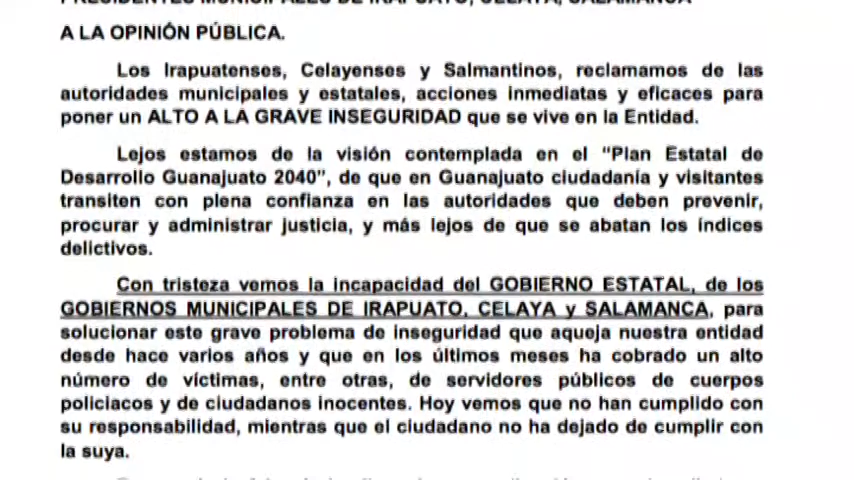 PRESIDENTES MUNICIPALES DE IRAPUATO, CELAYA, SALAMANCA
A LA OPINIÓN PÚBLICA.
Los Irapuatenses, Celayenses y Salmantinos, reclamamos de las
autoridades municipales y estatales, acciones inmediatas y eficaces para
poner un ALTO A LA GRAVE INSEGURIDAD que se vive en la Entidad.
Lejos estamos de la visión contemplada en el "Plan Estatal de
Desarrollo Guanajuato 2040", de que en Guanajuato ciudadanía y visitantes
transiten con plena confianza en las autoridades que deben prevenir,
procurar y administrar justicia, y más lejos de que se abatan los índices
delictivos.
Con tristeza vemos la incapacidad del GOBIERNO ESTATAL, de los
GOBIERNOS MUNICIPALES DE IRAPUATO, CELAYA y SALAMANCA, para
solucionar este grave problema de inseguridad que aqueja nuestra entidad
desde hace varios años y que en los últimos meses ha cobrado un alto
número de víctimas, entre otras, de servidores públicos de cuerpos
policiacos y de ciudadanos inocentes. Hoy vemos que no han cumplido con
su responsabilidad, mientras que el ciudadano no ha dejado de cumplir con
la suya.